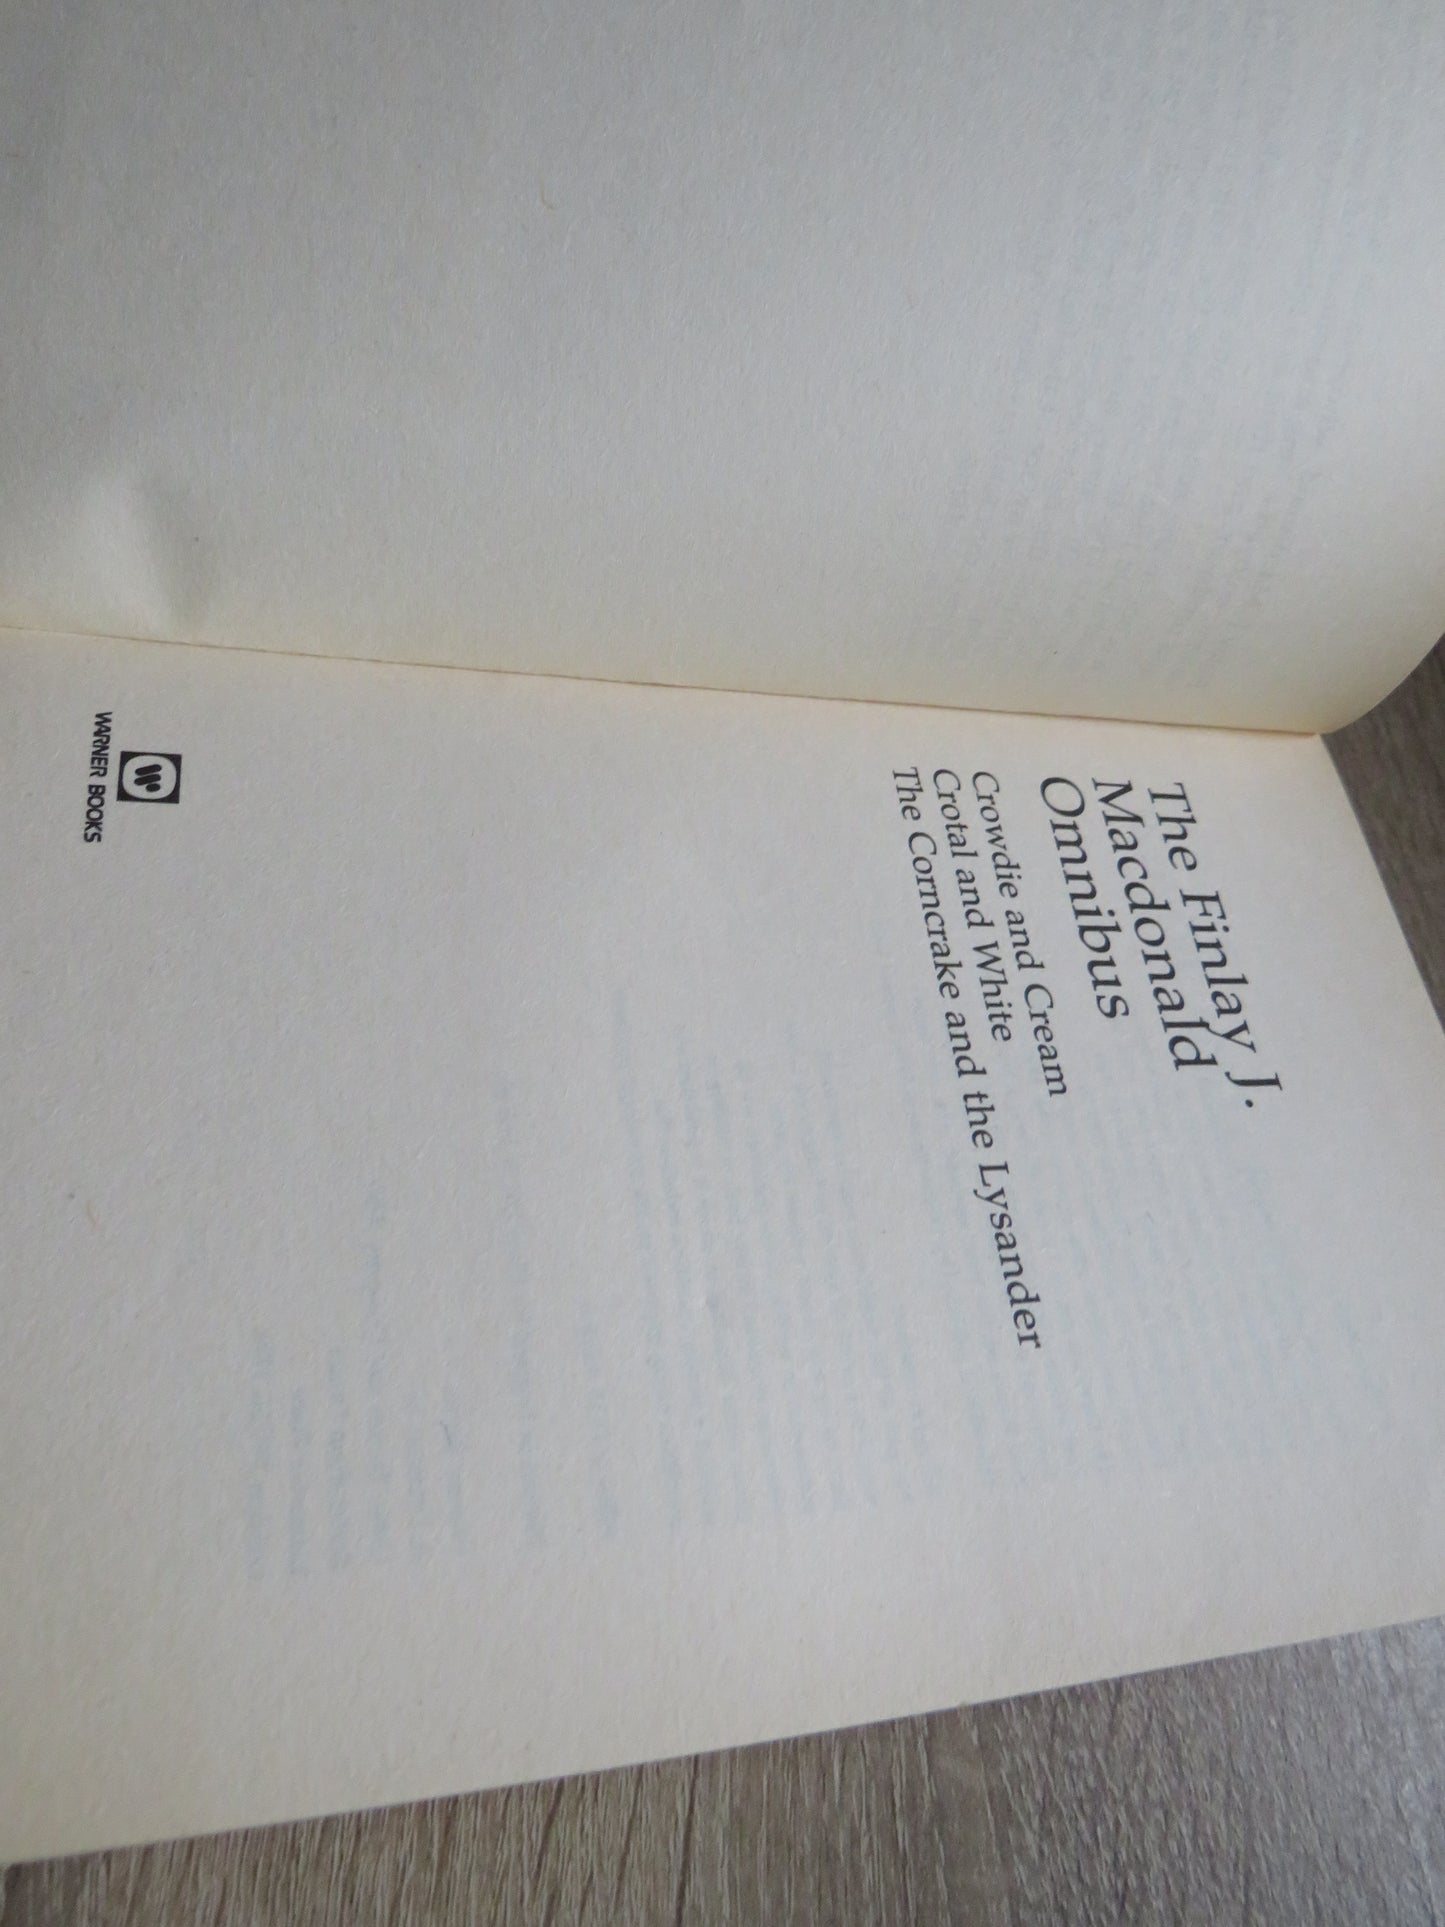 The Finlay J.
Macdonald
Omnibus
Crowdie and Cream
Crotal and White
The Corncrake and the Lysander
W
WARNER BOOKS